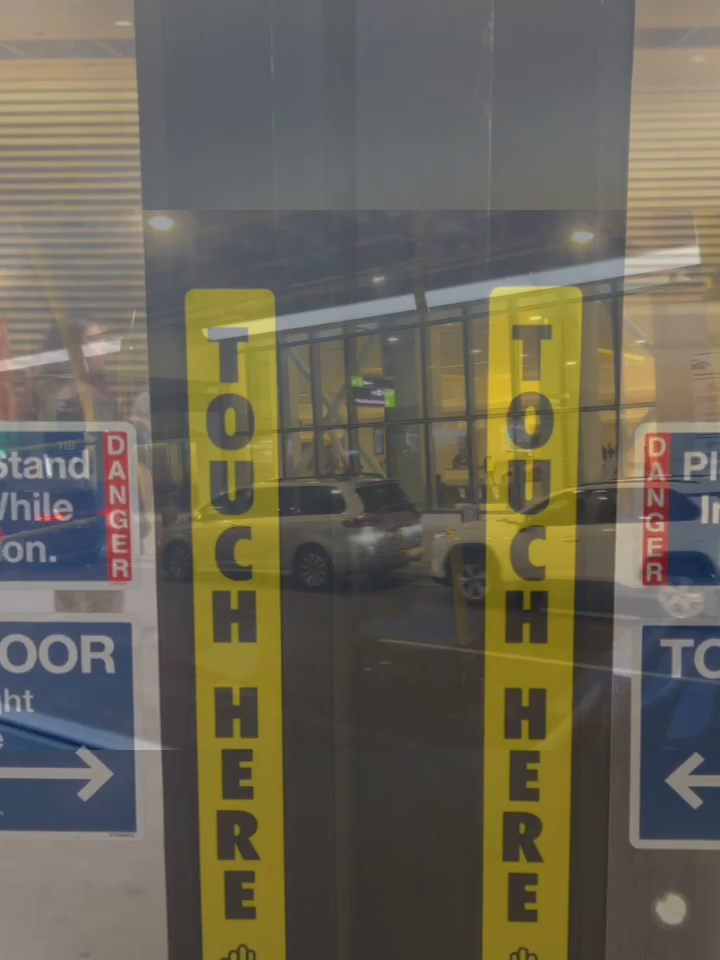 TOUCH HERE
TOUCH HERE
Stand
While
on.
DANGER
OOR
ght
DANGER
Pl
In
TO